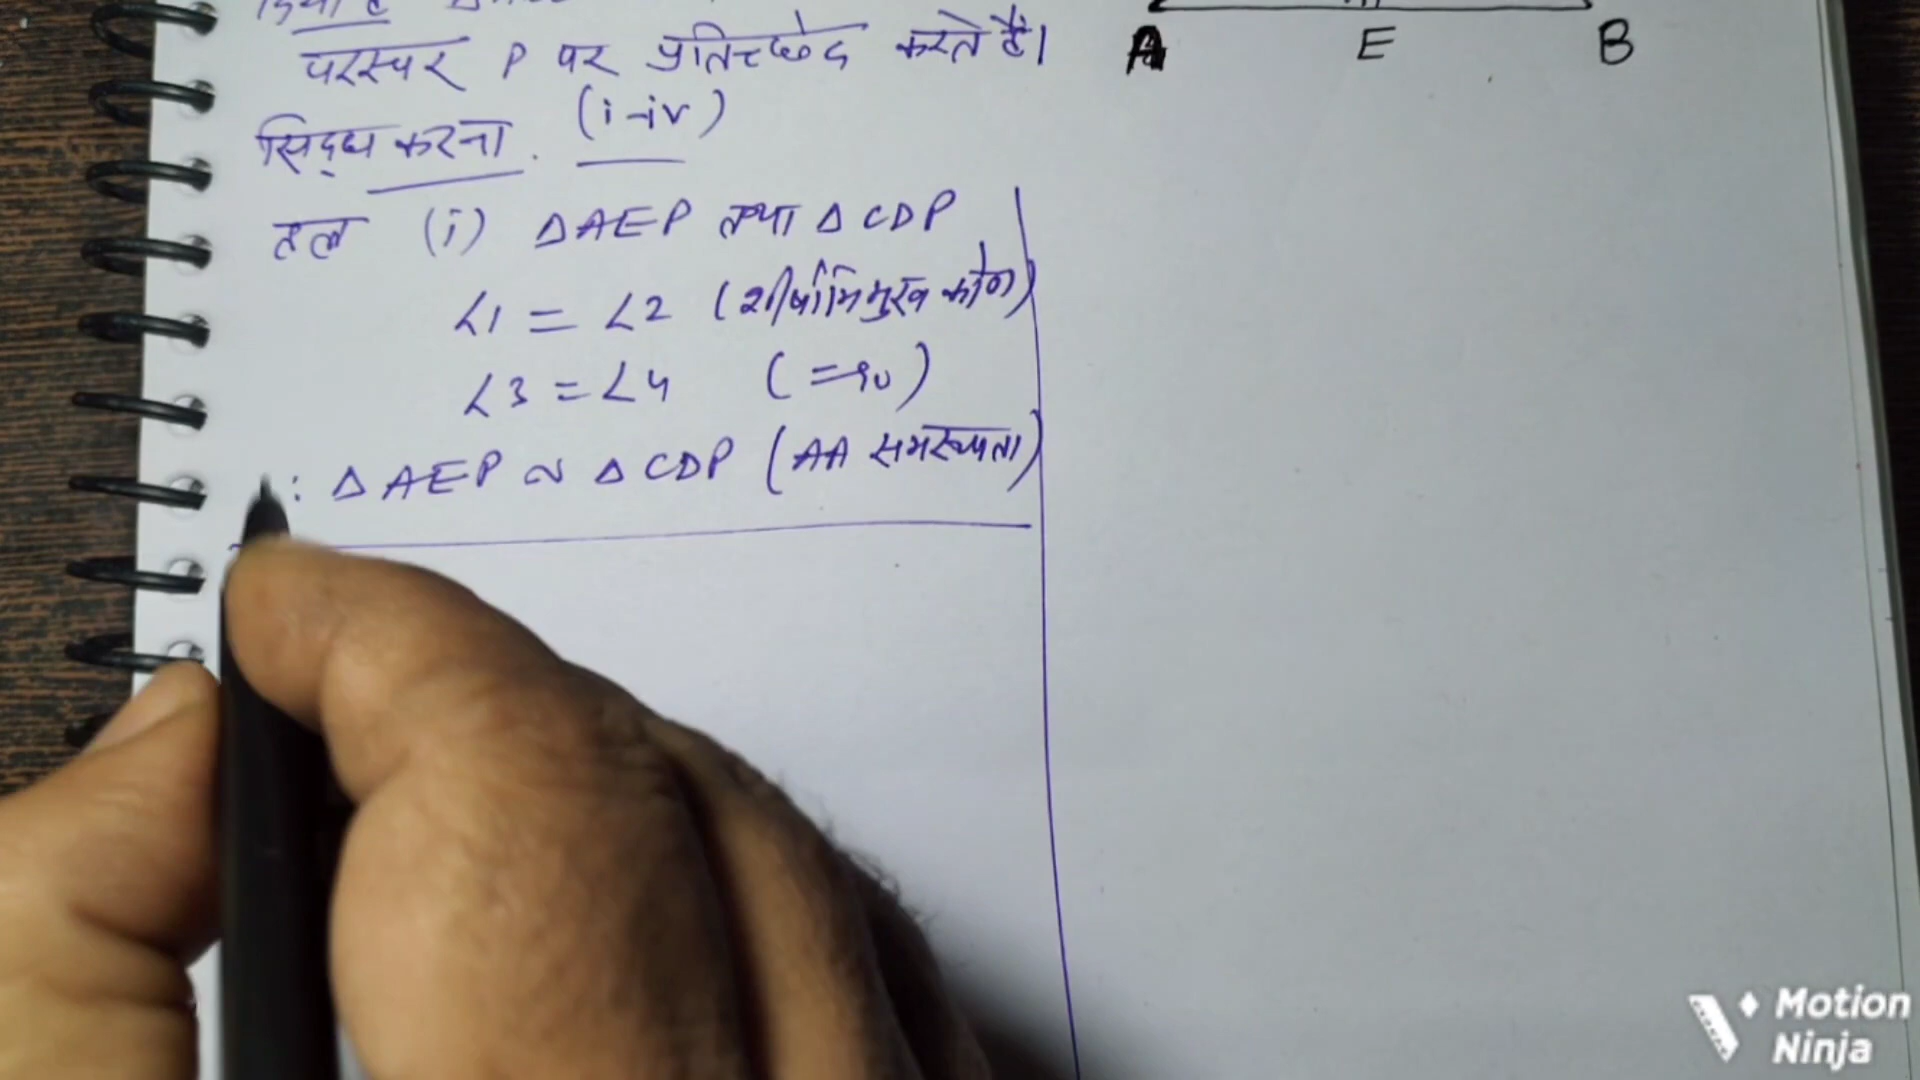 परस्पर P पर प्रतिच्छेद करते हैं।
सिद्ध करना. (i-iv)
हल (i) ΔAEP तथा ΔCDP
∠1 = ∠2 (शीर्षाभिमुख कोण)
∠3 = ∠4 (=90)
∴ ΔAEP ~ ΔCDP (AA समरूपता)
A E B
Motion
Ninja